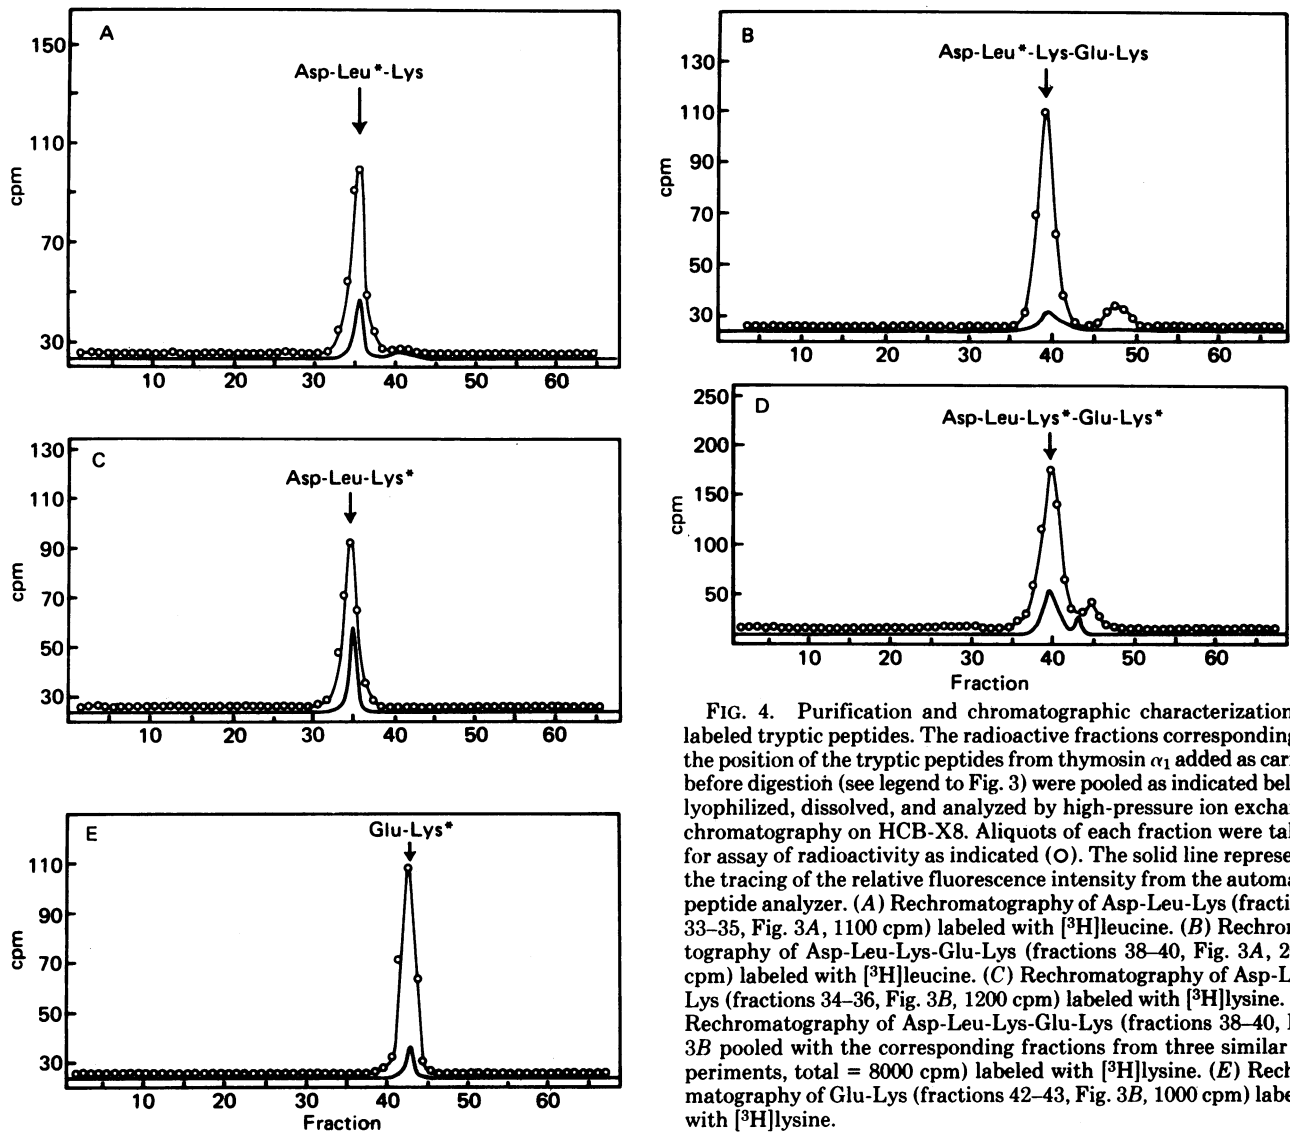 A
Asp-Leu*-Lys
150
110
70
30
cpm
10 20 30 40 50 60
B
Asp-Leu*-Lys-Glu-Lys
130
110
90
70
50
30
cpm
10 20 30 40 50 60
C
Asp-Leu-Lys*
130
110
90
70
50
30
cpm
10 20 30 40 50 60
D
Asp-Leu-Lys*-Glu-Lys*
250
200
150
100
50
cpm
10 20 30 40 50 60
Fraction
E
Glu-Lys*
110
90
70
50
30
cpm
10 20 30 40 50 60
Fraction
FIG. 4. Purification and chromatographic characterization
labeled tryptic peptides. The radioactive fractions corresponding
the position of the tryptic peptides from thymosin α1 added as car
before digestion (see legend to Fig. 3) were pooled as indicated bel
lyophilized, dissolved, and analyzed by high-pressure ion excha
chromatography on HCB-X8. Aliquots of each fraction were tal
for assay of radioactivity as indicated (O). The solid line represe
the tracing of the relative fluorescence intensity from the automa
peptide analyzer. (A) Rechromatography of Asp-Leu-Lys (fracti
33–35, Fig. 3A, 1100 cpm) labeled with [3H]leucine. (B) Rechron
tography of Asp-Leu-Lys-Glu-Lys (fractions 38–40, Fig. 3A, 2
cpm) labeled with [3H]leucine. (C) Rechromatography of Asp-L
Lys (fractions 34–36, Fig. 3B, 1200 cpm) labeled with [3H]lysine.
Rechromatography of Asp-Leu-Lys-Glu-Lys (fractions 38–40,
3B pooled with the corresponding fractions from three similar
periments, total = 8000 cpm) labeled with [3H]lysine. (E) Rech
matography of Glu-Lys (fractions 42–43, Fig. 3B, 1000 cpm) labe
with [3H]lysine.